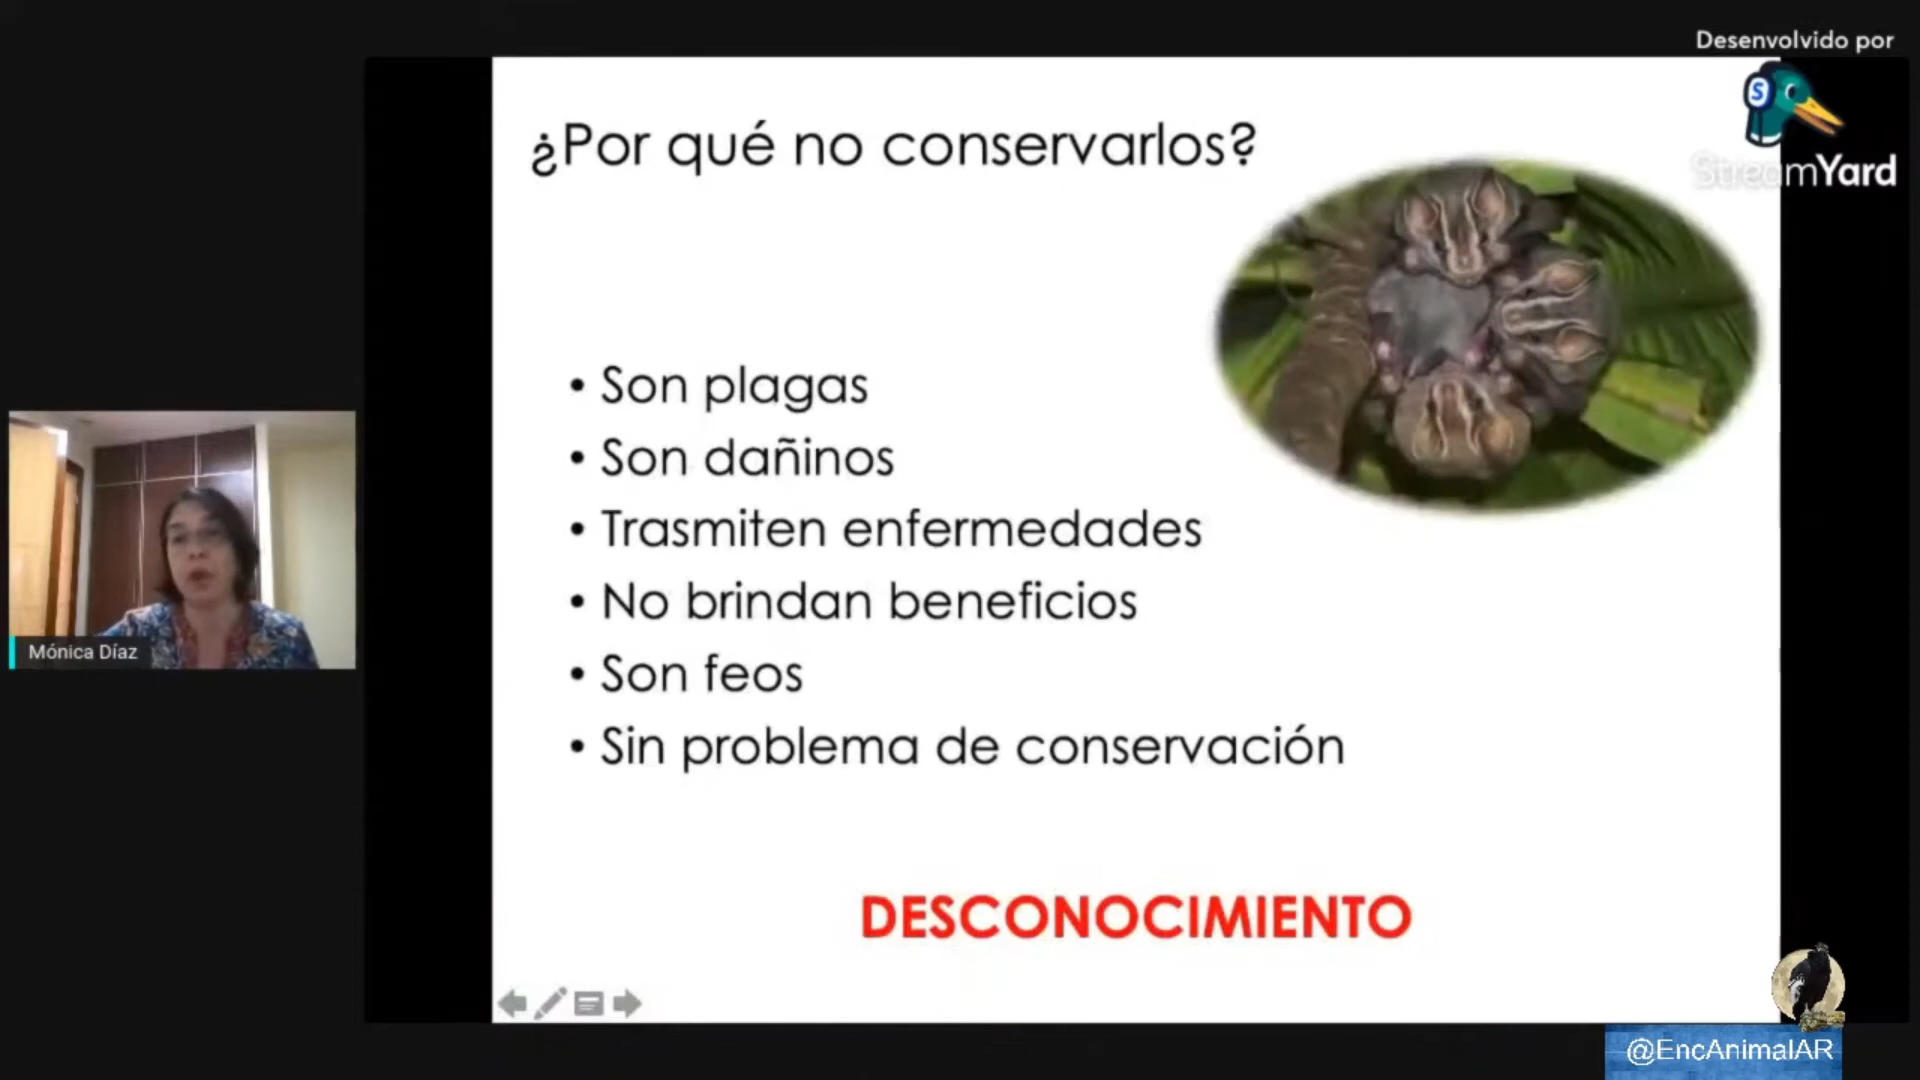 Desenvolvido por
StreamYard
¿Por qué no conservarlos?
• Son plagas
• Son dañinos
• Trasmiten enfermedades
• No brindan beneficios
• Son feos
• Sin problema de conservación
DESCONOCIMIENTO
Mónica Díaz
@EncAnimalAR